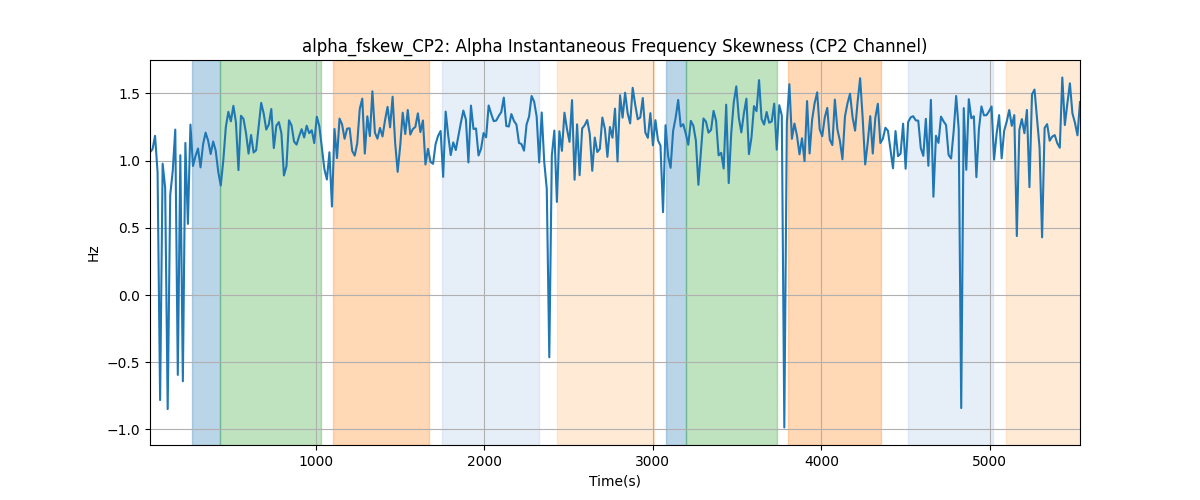 alpha_fskew_CP2: Alpha Instantaneous Frequency Skewness (CP2 Channel)
Hz
1.5
1.0
0.5
0.0
−0.5
−1.0
1000 2000 3000 4000 5000
Time(s)